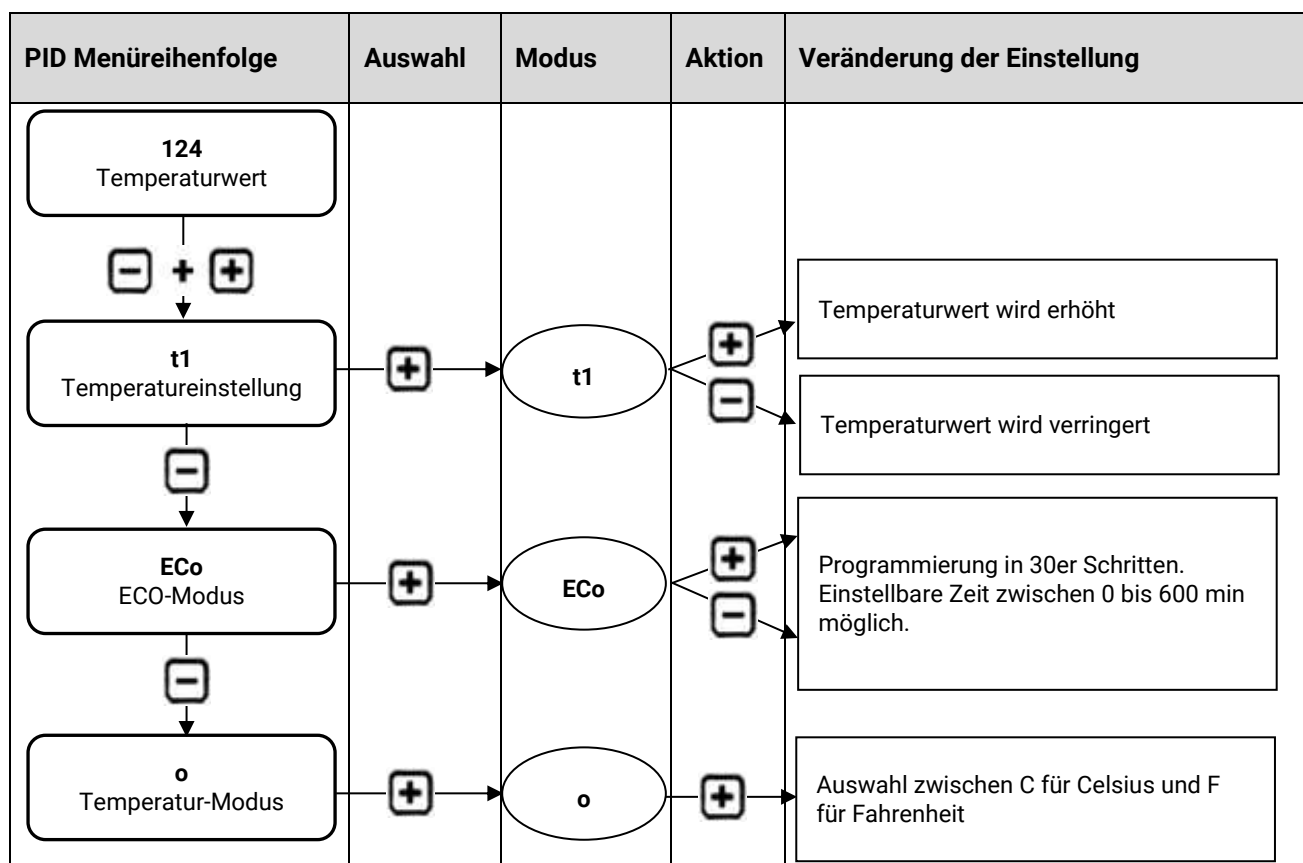 PID Menüreihenfolge Auswahl Modus Aktion Veränderung der Einstellung
124
Temperaturwert
- + +
t1
Temperatureinstellung
+
t1
+
-
Temperaturwert wird erhöht
Temperaturwert wird verringert
-
ECo
ECO-Modus
+
ECo
+
-
Programmierung in 30er Schritten.
Einstellbare Zeit zwischen 0 bis 600 min
möglich.
-
o
Temperatur-Modus
+
o
+
Auswahl zwischen C für Celsius und F
für Fahrenheit